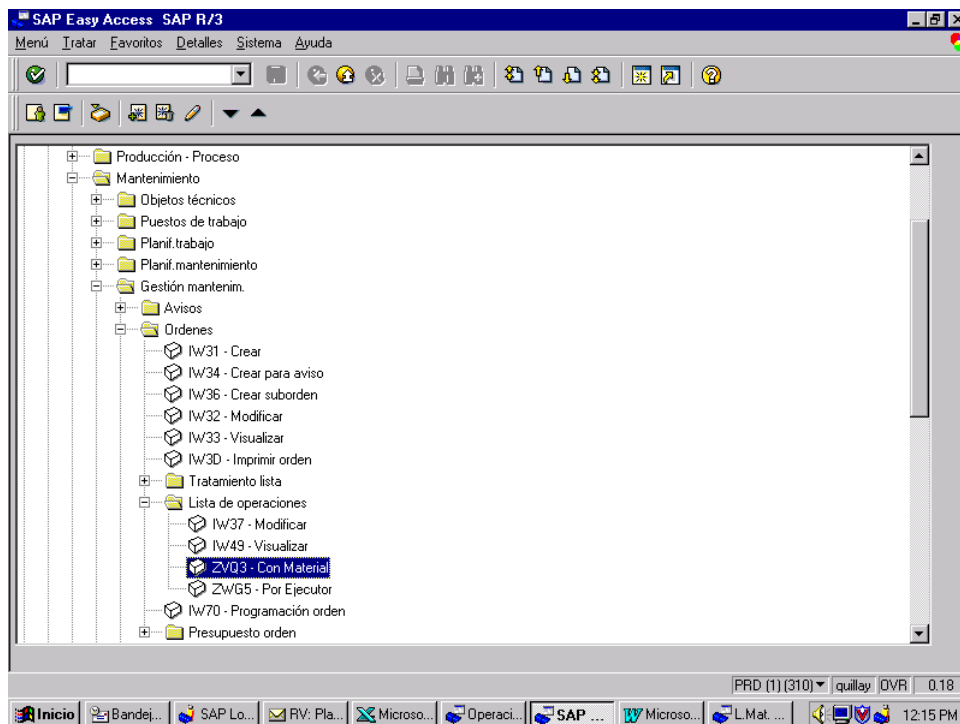 SAP Easy Access SAP R/3
Menú Tratar Favoritos Detalles Sistema Ayuda
Producción - Proceso
Mantenimiento
Objetos técnicos
Puestos de trabajo
Planif.trabajo
Planif.mantenimiento
Gestión mantenim.
Avisos
Ordenes
IW31 - Crear
IW34 - Crear para aviso
IW36 - Crear suborden
IW32 - Modificar
IW33 - Visualizar
IW3D - Imprimir orden
Tratamiento lista
Lista de operaciones
IW37 - Modificar
IW49 - Visualizar
ZVQ3 - Con Material
ZWG5 - Por Ejecutor
IW70 - Programación orden
Presupuesto orden
PRD (1) (310) quillay OVR 0.18
Inicio Bandej... SAP Lo... RV: Pla... Microso... Operaci... SAP ... Microso... L.Mat. ... 12:15 PM